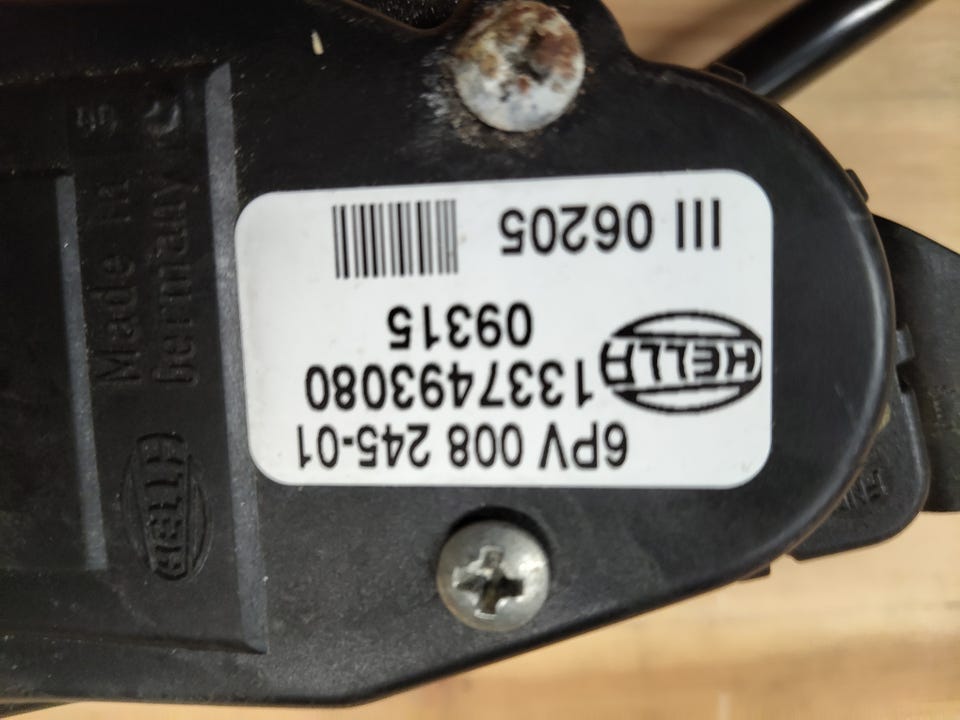 6PV 008 245-01
1337493080
HELLA
09315
III 06205
Made in
Germany
HELLA